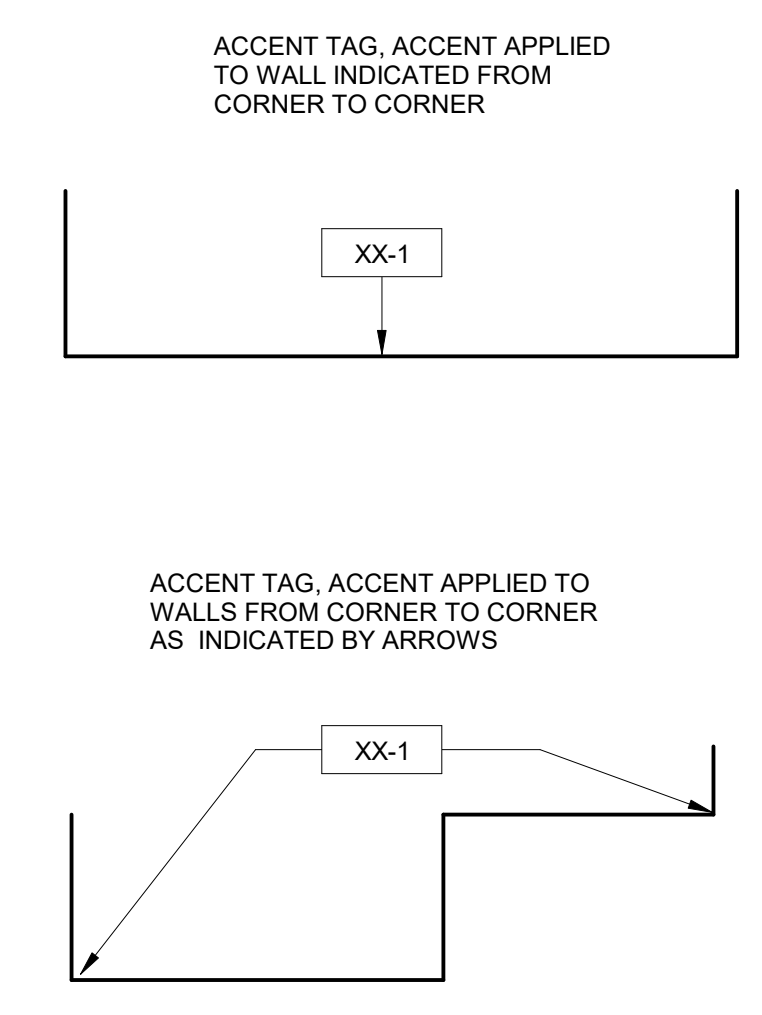 ACCENT TAG, ACCENT APPLIED
TO WALL INDICATED FROM
CORNER TO CORNER
XX-1
ACCENT TAG, ACCENT APPLIED TO
WALLS FROM CORNER TO CORNER
AS  INDICATED BY ARROWS
XX-1